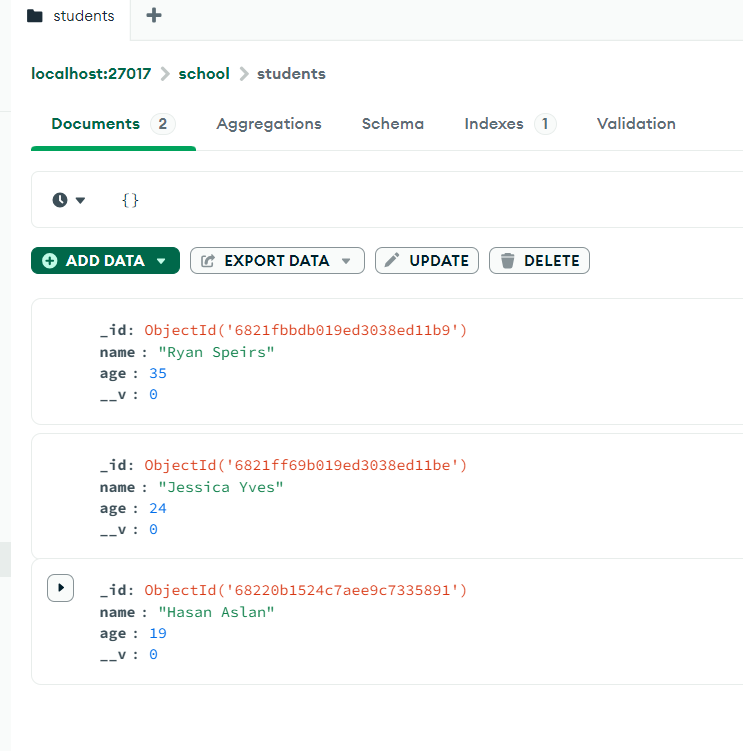 students
localhost:27017 > school > students
Documents 2 Aggregations Schema Indexes 1 Validation
{}
ADD DATA EXPORT DATA UPDATE DELETE
_id: ObjectId('6821fbbdb019ed3038ed11b9')
name : "Ryan Speirs"
age : 35
__v : 0
_id: ObjectId('6821ff69b019ed3038ed11be')
name : "Jessica Yves"
age : 24
__v : 0
_id: ObjectId('68220b1524c7aee9c7335891')
name : "Hasan Aslan"
age : 19
__v : 0